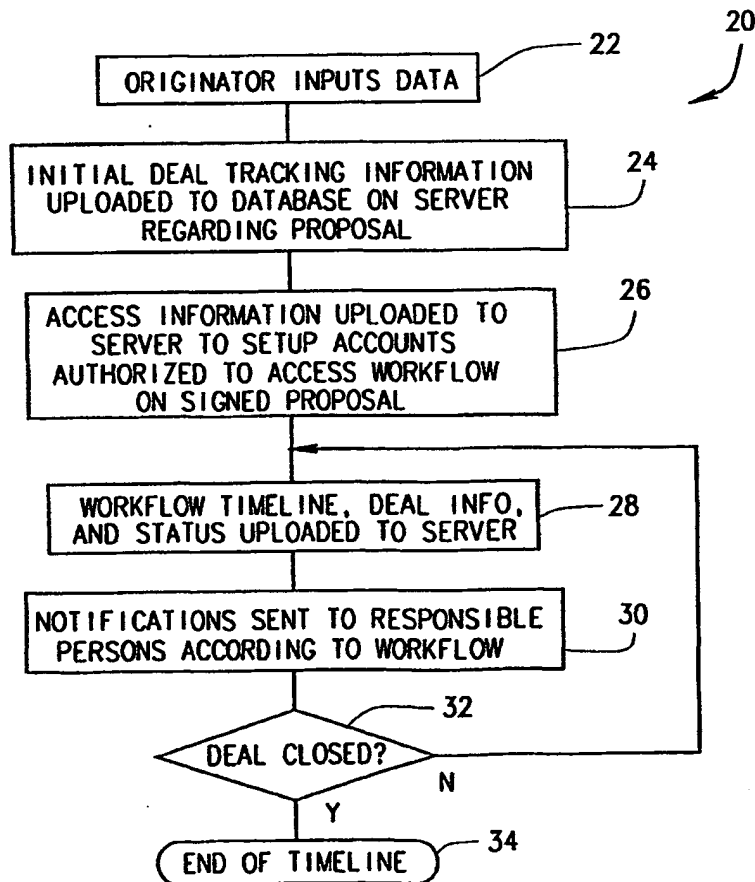 20
22
ORIGINATOR INPUTS DATA
24
INITIAL DEAL TRACKING INFORMATION
UPLOADED TO DATABASE ON SERVER
REGARDING PROPOSAL
26
ACCESS INFORMATION UPLOADED TO
SERVER TO SETUP ACCOUNTS
AUTHORIZED TO ACCESS WORKFLOW
ON SIGNED PROPOSAL
WORKFLOW TIMELINE, DEAL INFO,
AND STATUS UPLOADED TO SERVER
28
NOTIFICATIONS SENT TO RESPONSIBLE
PERSONS ACCORDING TO WORKFLOW
30
32
DEAL CLOSED?
N
Y
34
END OF TIMELINE